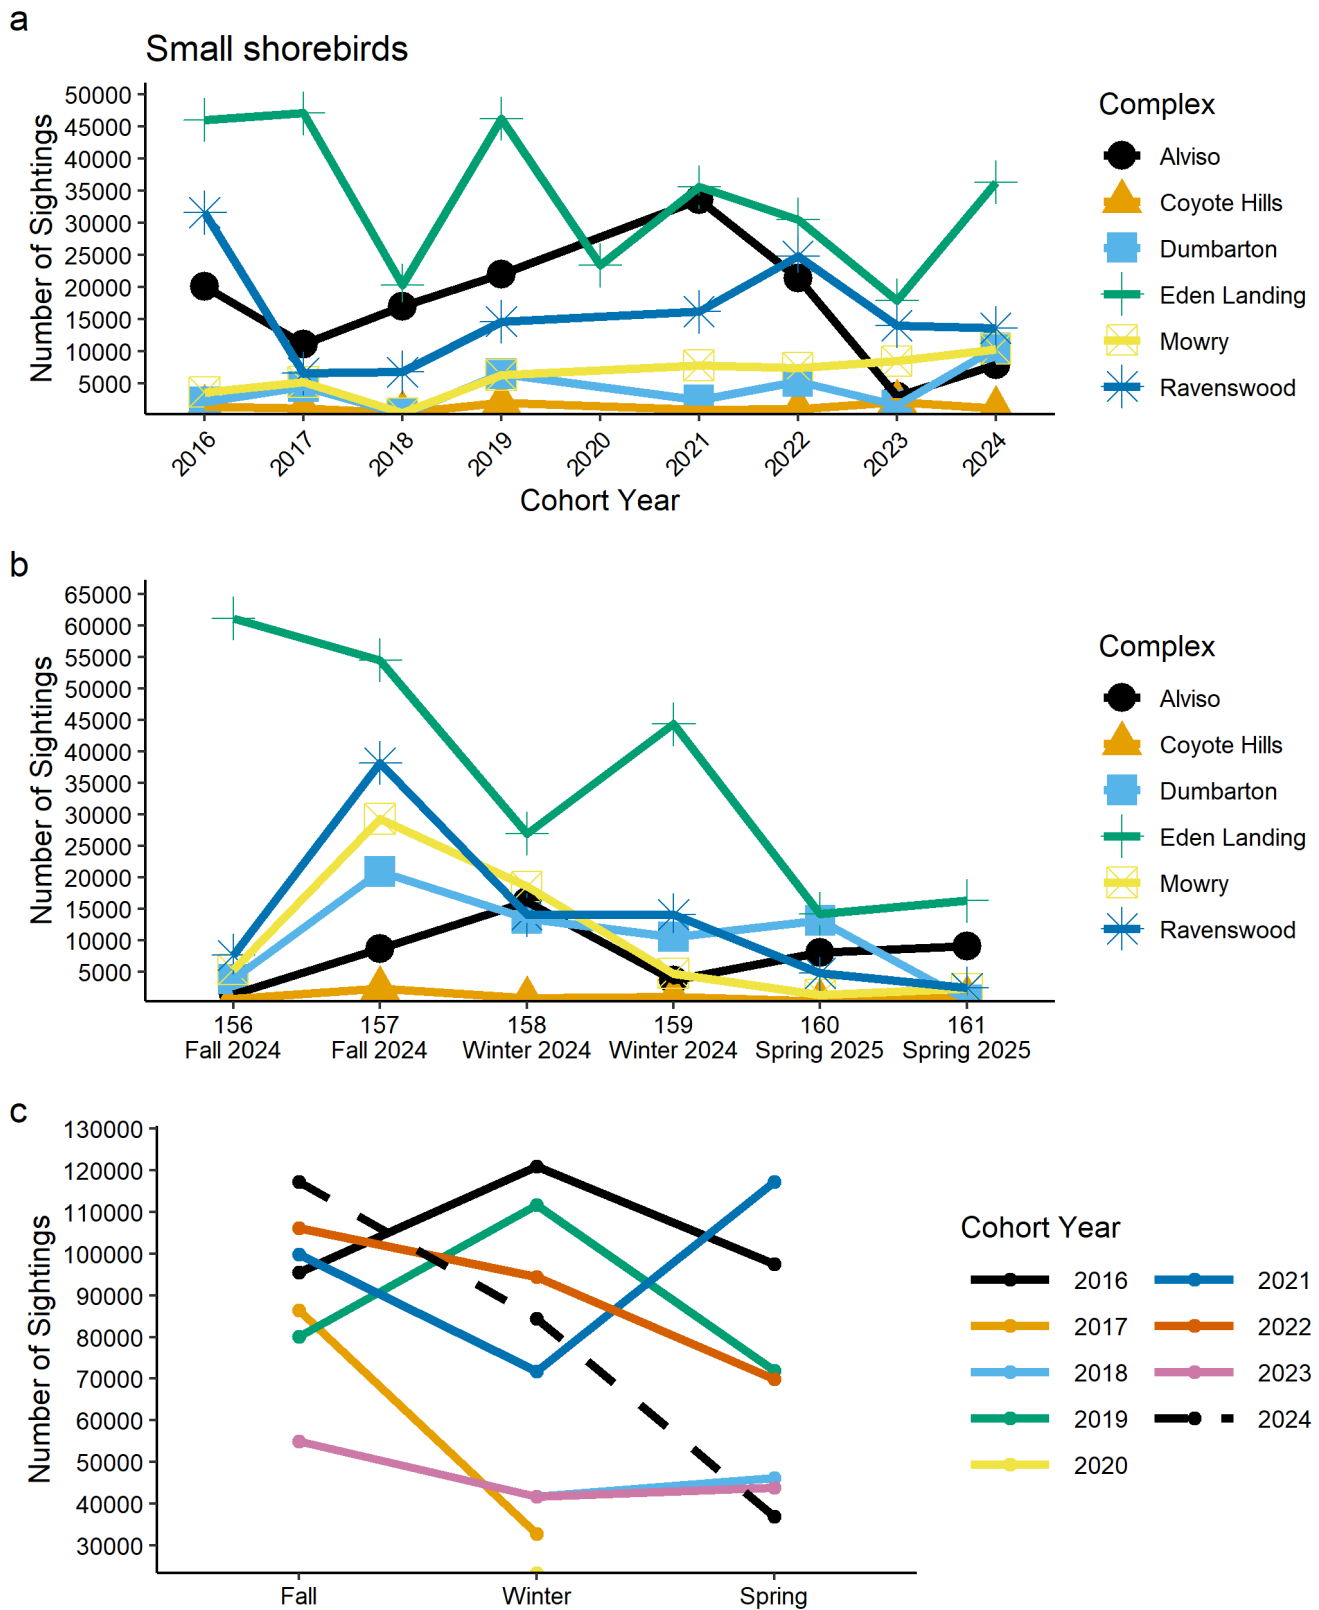 a
Small shorebirds
Number of Sightings
50000
45000
40000
35000
30000
25000
20000
15000
10000
5000
2016
2017
2018
2019
2020
2021
2022
2023
2024
Cohort Year
Complex
Alviso
Coyote Hills
Dumbarton
Eden Landing
Mowry
Ravenswood
b
Number of Sightings
65000
60000
55000
50000
45000
40000
35000
30000
25000
20000
15000
10000
5000
156
Fall 2024
157
Fall 2024
158
Winter 2024
159
Winter 2024
160
Spring 2025
161
Spring 2025
Complex
Alviso
Coyote Hills
Dumbarton
Eden Landing
Mowry
Ravenswood
c
Number of Sightings
130000
120000
110000
100000
90000
80000
70000
60000
50000
40000
30000
Fall
Winter
Spring
Cohort Year
2016
2017
2018
2019
2020
2021
2022
2023
2024